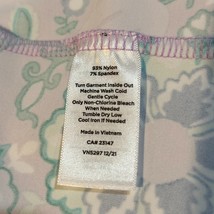 93% Nylon
7% Spandex
Turn Garment Inside Out
Machine Wash Cold
Gentle Cycle
Only Non-Chlorine Bleach
When Needed
Tumble Dry Low
Cool Iron If Needed
Made in Vietnam
CA# 23147
VN5287 12/21